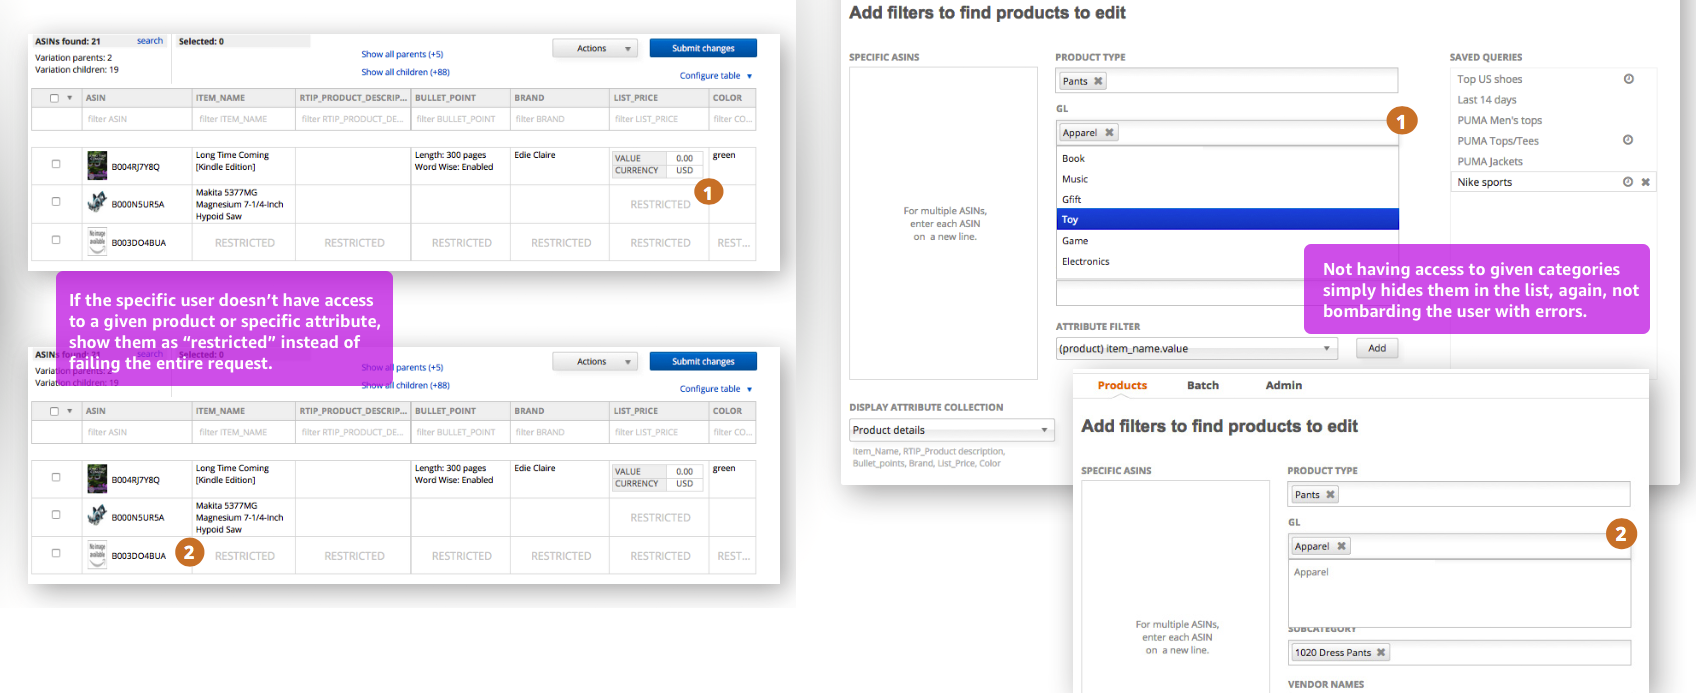 ASINs found: 21 search Selected: 0
Variation parents: 2
Variation children: 19
Show all parents (+5)
Show all children (+88)
Actions Submit changes
Configure table
ASIN ITEM_NAME RTIP_PRODUCT_DESCRIP... BULLET_POINT BRAND LIST_PRICE COLOR
filter ASIN filter ITEM_NAME filter RTIP_PRODUCT_DE... filter BULLET_POINT filter BRAND filter LIST_PRICE filter CO...
B004RJ7Y8Q
Long Time Coming
[Kindle Edition]
Length: 300 pages
Word Wise: Enabled
Edie Claire
VALUE 0.00
CURRENCY USD
green
B000N5UR5A
Makita 5377MG
Magnesium 7-1/4-Inch
Hypoid Saw
RESTRICTED
1
No image
available
B003DO4BUA RESTRICTED RESTRICTED RESTRICTED RESTRICTED RESTRICTED REST...
If the specific user doesn't have access
to a given product or specific attribute,
show them as “restricted” instead of
failing the entire request.
ASINs found: 21 search Selected: 0
Variation parents: 2
Variation children: 19
Show all parents (+5)
Show all children (+88)
Actions Submit changes
Configure table
ASIN ITEM_NAME RTIP_PRODUCT_DESCRIP... BULLET_POINT BRAND LIST_PRICE COLOR
filter ASIN filter ITEM_NAME filter RTIP_PRODUCT_DE... filter BULLET_POINT filter BRAND filter LIST_PRICE filter CO...
B004RJ7Y8Q
Long Time Coming
[Kindle Edition]
Length: 300 pages
Word Wise: Enabled
Edie Claire
VALUE 0.00
CURRENCY USD
green
B000N5UR5A
Makita 5377MG
Magnesium 7-1/4-Inch
Hypoid Saw
RESTRICTED
No image
available
B003DO4BUA 2 RESTRICTED RESTRICTED RESTRICTED RESTRICTED RESTRICTED REST...
Add filters to find products to edit
SPECIFIC ASINS
For multiple ASINs,
enter each ASIN
on a new line.
PRODUCT TYPE
Pants
GL
Apparel
1
Book
Music
Gfift
Toy
Game
Electronics
ATTRIBUTE FILTER
(product) item_name.value Add
SAVED QUERIES
Top US shoes
Last 14 days
PUMA Men's tops
PUMA Tops/Tees
PUMA Jackets
Nike sports
Not having access to given categories
simply hides them in the list, again, not
bombarding the user with errors.
DISPLAY ATTRIBUTE COLLECTION
Product details
Item_Name, RTIP_Product description,
Bullet_points, Brand, List_Price, Color
Products Batch Admin
Add filters to find products to edit
SPECIFIC ASINS
For multiple ASINs,
enter each ASIN
on a new line.
PRODUCT TYPE
Pants
GL
2
Apparel
Apparel
SUBCATEGORY
1020 Dress Pants
VENDOR NAMES